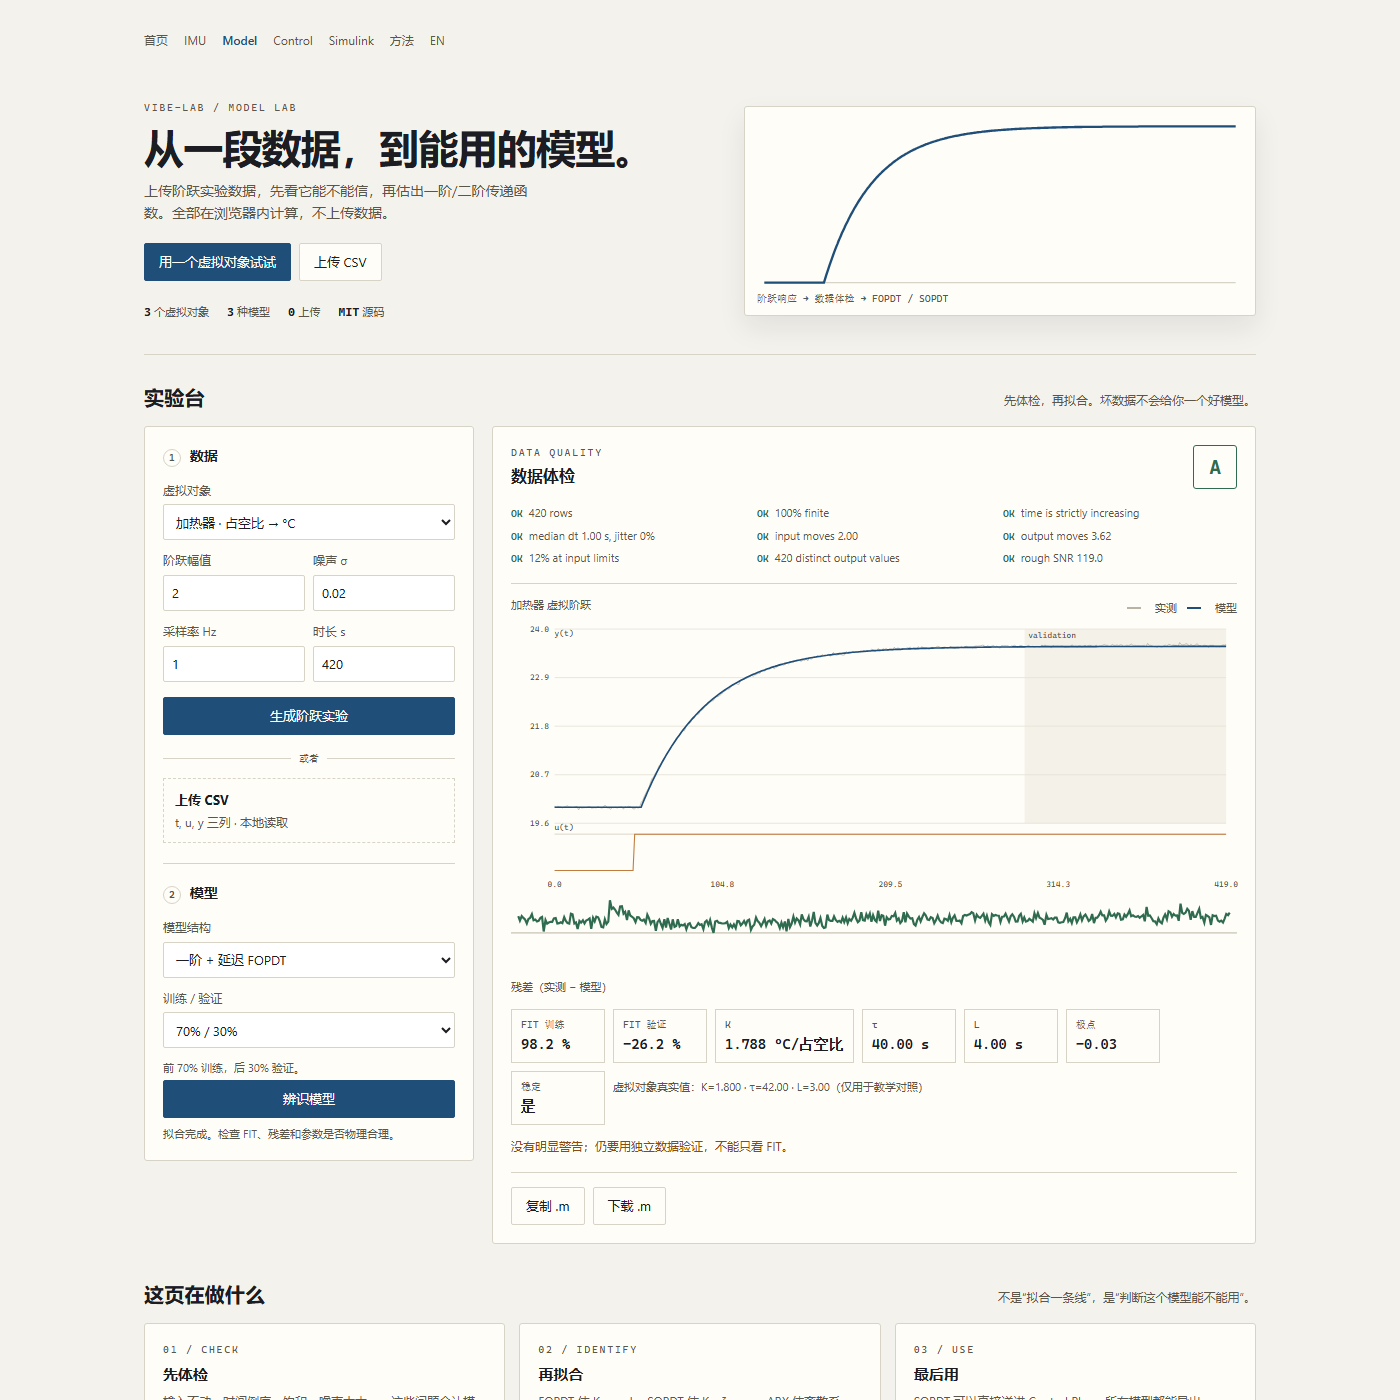 首页 IMU Model Control Simulink 方法 EN
VIBE-LAB / MODEL LAB
从一段数据，到能用的模型。
上传阶跃实验数据，先看它能不能信，再估出一阶/二阶传递函
数。全部在浏览器内计算，不上传数据。
用一个虚拟对象试试 上传 CSV
3 个虚拟对象 3 种模型 0 上传 MIT 源码
阶跃响应 → 数据体检 → FOPDT / SOPDT
实验台
先体检，再拟合。坏数据不会给你一个好模型。
1 数据
虚拟对象
加热器 · 占空比 → °C
阶跃幅值 噪声 σ
2 0.02
采样率 Hz 时长 s
1 420
生成阶跃实验
或者
上传 CSV
t, u, y 三列 · 本地读取
2 模型
模型结构
一阶 + 延迟 FOPDT
训练 / 验证
70% / 30%
前 70% 训练，后 30% 验证。
辨识模型
拟合完成。检查 FIT、残差和参数是否物理合理。
DATA QUALITY
数据体检
A
OK 420 rows OK 100% finite OK time is strictly increasing
OK median dt 1.00 s, jitter 0% OK input moves 2.00 OK output moves 3.62
OK 12% at input limits OK 420 distinct output values OK rough SNR 119.0
加热器 虚拟阶跃
实测 模型
24.0 y(t) validation
22.9
21.8
20.7
19.6 u(t)
0.0 104.8 209.5 314.3 419.0
残差（实测 − 模型）
FIT 训练 FIT 验证 K τ L 极点
98.2 % −26.2 % 1.788 °C/占空比 40.00 s 4.00 s −0.03
稳定
是
虚拟对象真实值：K=1.800 · τ=42.00 · L=3.00（仅用于教学对照）
没有明显警告；仍要用独立数据验证，不能只看 FIT。
复制 .m 下载 .m
这页在做什么
不是“拟合一条线”，是“判断这个模型能不能用”。
01 / CHECK
先体检
02 / IDENTIFY
再拟合
03 / USE
最后用